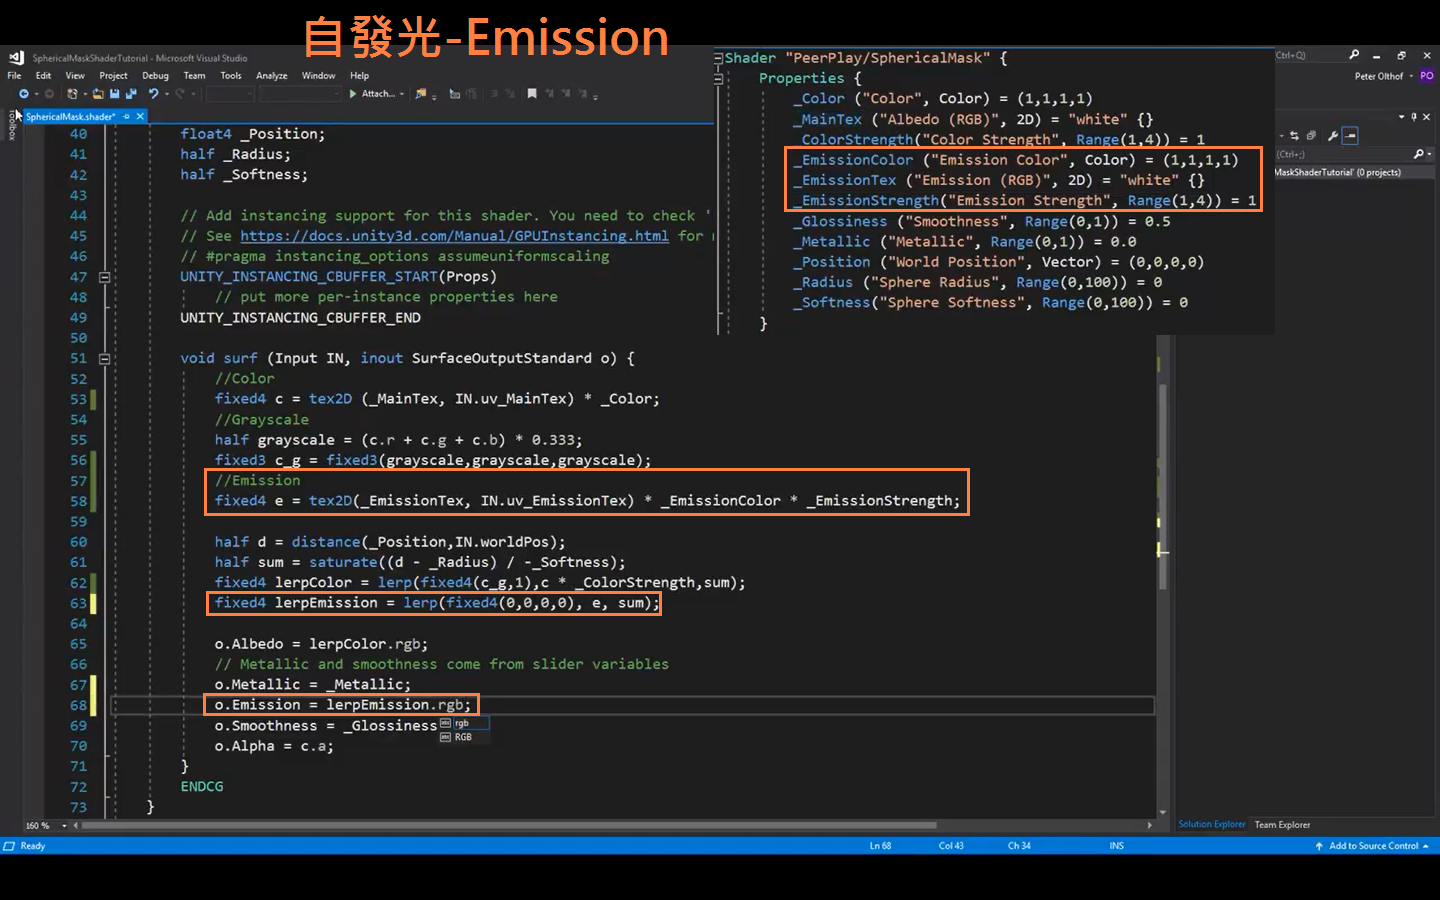 自發光-Emission
SphericalMaskShaderTutorial - Microsoft Visual Studio
File Edit View Project Debug Team Tools Analyze Window Help
Attach...
Toolbox
SphericalMask.shader*
Ctrl+Q)
Peter Olthof PO
Shader "PeerPlay/SphericalMask" {
Properties {
_Color ("Color", Color) = (1,1,1,1)
_MainTex ("Albedo (RGB)", 2D) = "white" {}
_ColorStrength("Color Strength", Range(1,4)) = 1
_EmissionColor ("Emission Color", Color) = (1,1,1,1)
_EmissionTex ("Emission (RGB)", 2D) = "white" {}
_EmissionStrength("Emission Strength", Range(1,4)) = 1
_Glossiness ("Smoothness", Range(0,1)) = 0.5
_Metallic ("Metallic", Range(0,1)) = 0.0
_Position ("World Position", Vector) = (0,0,0,0)
_Radius ("Sphere Radius", Range(0,100)) = 0
_Softness("Sphere Softness", Range(0,100)) = 0
}
(Ctrl+;)
MaskShaderTutorial' (0 projects)
40 float4 _Position;
41 half _Radius;
42 half _Softness;
43
44 // Add instancing support for this shader. You need to check '
45 // See https://docs.unity3d.com/Manual/GPUInstancing.html for
46 // #pragma instancing_options assumeuniformscaling
47 UNITY_INSTANCING_CBUFFER_START(Props)
48 // put more per-instance properties here
49 UNITY_INSTANCING_CBUFFER_END
50
51 void surf (Input IN, inout SurfaceOutputStandard o) {
52 //Color
53 fixed4 c = tex2D (_MainTex, IN.uv_MainTex) * _Color;
54 //Grayscale
55 half grayscale = (c.r + c.g + c.b) * 0.333;
56 fixed3 c_g = fixed3(grayscale,grayscale,grayscale);
57 //Emission
58 fixed4 e = tex2D(_EmissionTex, IN.uv_EmissionTex) * _EmissionColor * _EmissionStrength;
59
60 half d = distance(_Position,IN.worldPos);
61 half sum = saturate((d - _Radius) / -_Softness);
62 fixed4 lerpColor = lerp(fixed4(c_g,1),c * _ColorStrength,sum);
63 fixed4 lerpEmission = lerp(fixed4(0,0,0,0), e, sum);
64
65 o.Albedo = lerpColor.rgb;
66 // Metallic and smoothness come from slider variables
67 o.Metallic = _Metallic;
68 o.Emission = lerpEmission.rgb;
69 o.Smoothness = _Glossiness
rgb
RGB
70 o.Alpha = c.a;
71 }
72 ENDCG
73 }
160 %
Solution Explorer Team Explorer
Ready Ln 68 Col 43 Ch 34 INS Add to Source Control